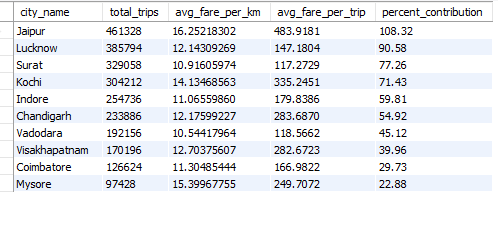 city_name total_trips avg_fare_per_km avg_fare_per_trip percent_contribution
Jaipur 461328 16.25218302 483.9181 108.32
Lucknow 385794 12.14309269 147.1804 90.58
Surat 329058 10.91605974 117.2729 77.26
Kochi 304212 14.13468563 335.2451 71.43
Indore 254736 11.06559860 179.8386 59.81
Chandigarh 233886 12.17599227 283.6870 54.92
Vadodara 192156 10.54417964 118.5662 45.12
Visakhapatnam 170196 12.70375607 282.6723 39.96
Coimbatore 126624 11.30485444 166.9822 29.73
Mysore 97428 15.39967755 249.7072 22.88